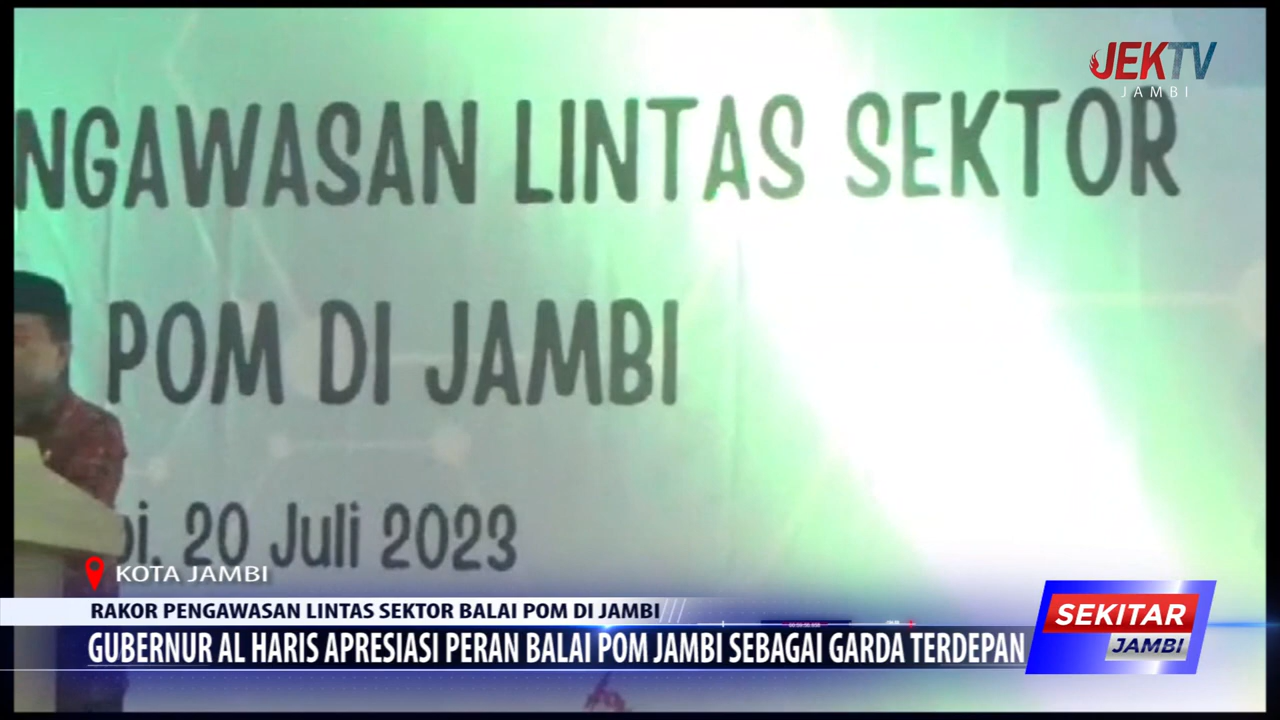 JEKTV
JAMBI
NGAWASAN LINTAS SEKTOR
POM DI JAMBI
bi, 20 Juli 2023
KOTA JAMBI
RAKOR PENGAWASAN LINTAS SEKTOR BALAI POM DI JAMBI
GUBERNUR AL HARIS APRESIASI PERAN BALAI POM JAMBI SEBAGAI GARDA TERDEPAN
SEKITAR
JAMBI